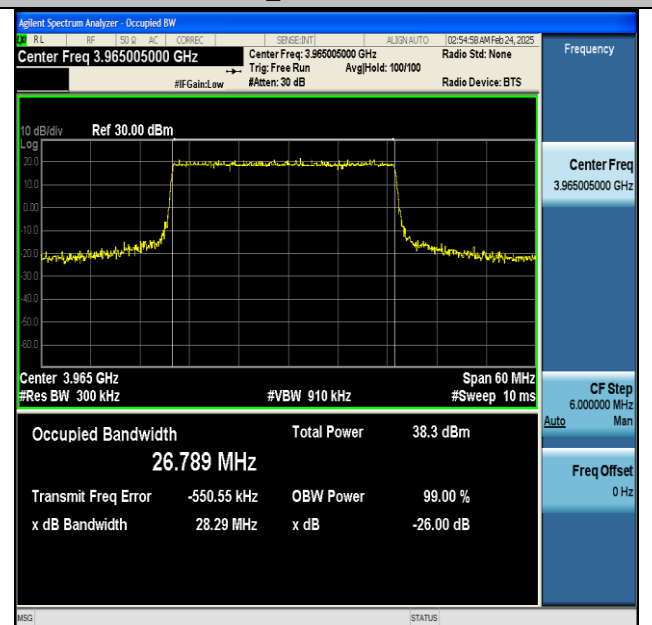 Agilent Spectrum Analyzer - Occupied BW
RL RF 50 Ω AC CORREC SENSE:INT ALIGNAUTO 02:54:58 AM Feb 24, 2025
Center Freq 3.965005000 GHz
Center Freq: 3.965005000 GHz
Radio Std: None
Trig: Free Run Avg|Hold: 100/100
#IFGain:Low #Atten: 30 dB Radio Device: BTS
10 dB/div Ref 30.00 dBm
Log
20.0
10.0
0.00
-10.0
-20.0
-30.0
-40.0
-50.0
-60.0
Center 3.965 GHz Span 60 MHz
#Res BW 300 kHz #VBW 910 kHz #Sweep 10 ms
Occupied Bandwidth Total Power 38.3 dBm
26.789 MHz
Transmit Freq Error -550.55 kHz OBW Power 99.00 %
x dB Bandwidth 28.29 MHz x dB -26.00 dB
Frequency
Center Freq
3.965005000 GHz
CF Step
6.000000 MHz
Auto Man
Freq Offset
0 Hz
MSG STATUS